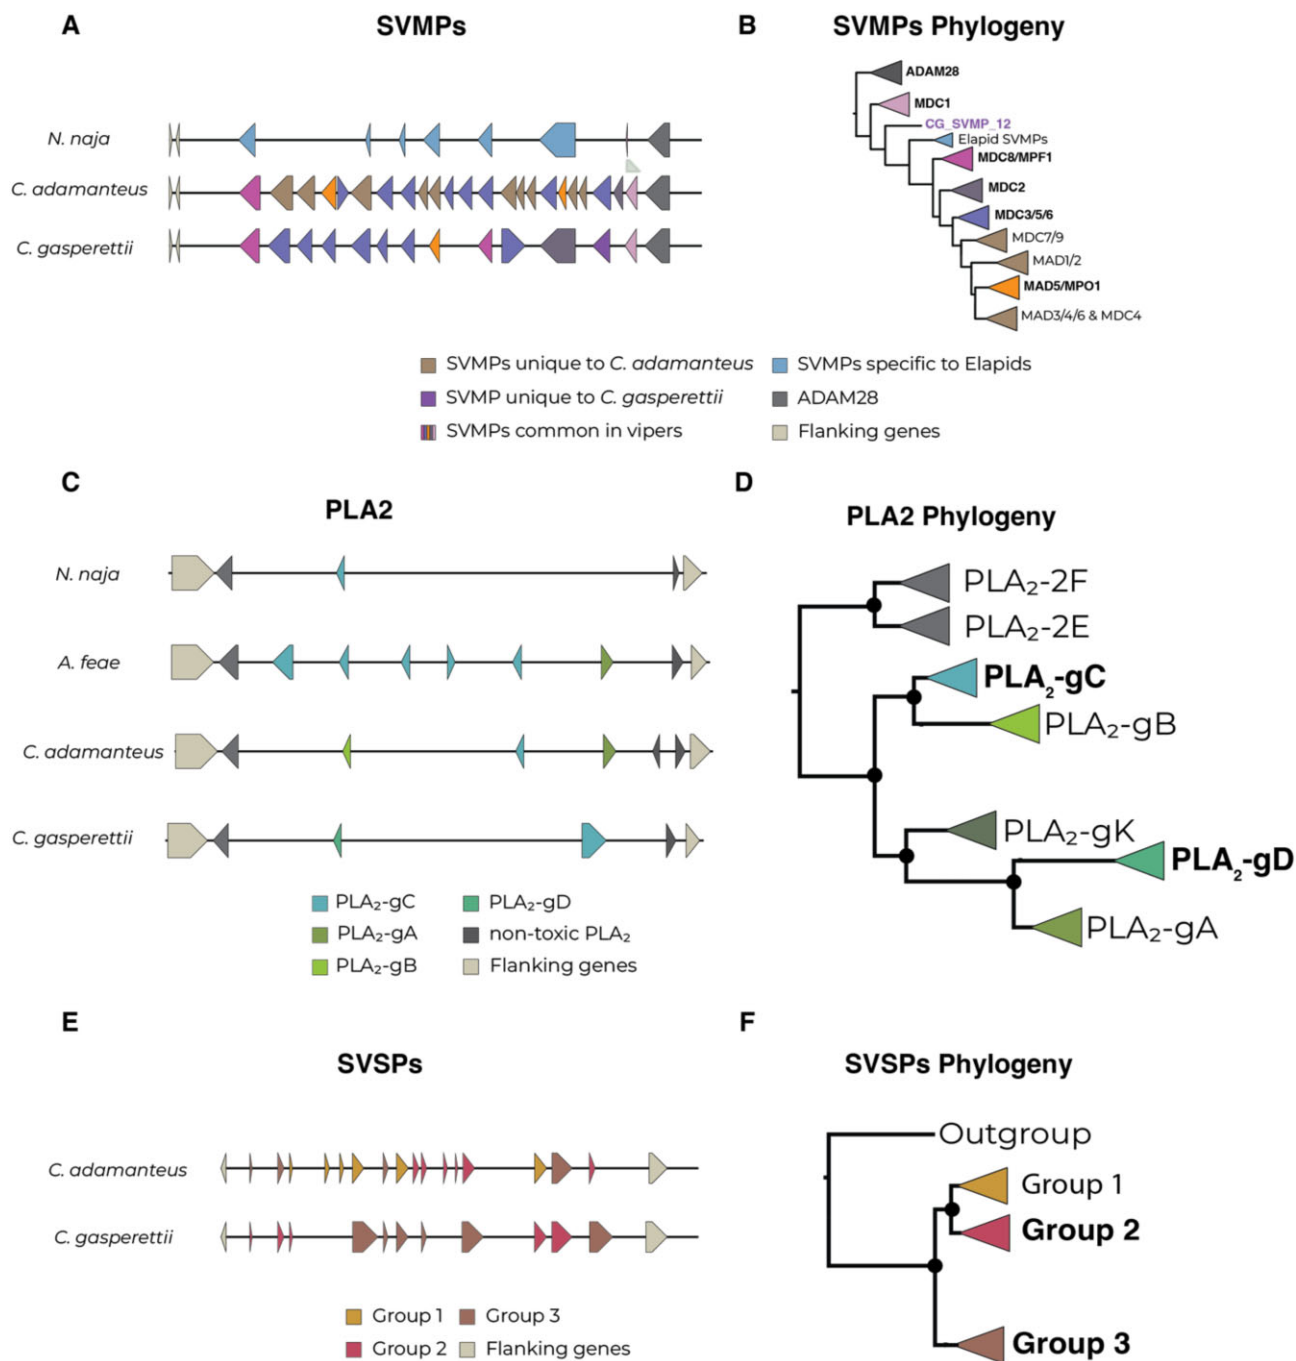 A
SVMPs
N. naja
C. adamanteus
C. gasperettii
B
SVMPs Phylogeny
ADAM28
MDC1
CG_SVMP_12
Elapid SVMPs
MDC8/MPF1
MDC2
MDC3/5/6
MDC7/9
MAD1/2
MAD5/MPO1
MAD3/4/6 & MDC4
SVMPs unique to C. adamanteus
SVMP unique to C. gasperettii
SVMPs common in vipers
SVMPs specific to Elapids
ADAM28
Flanking genes
C
PLA2
N. naja
A. feae
C. adamanteus
C. gasperettii
PLA₂-gC
PLA₂-gA
PLA₂-gB
PLA₂-gD
non-toxic PLA₂
Flanking genes
D
PLA2 Phylogeny
PLA₂-2F
PLA₂-2E
PLA₂-gC
PLA₂-gB
PLA₂-gK
PLA₂-gD
PLA₂-gA
E
SVSPs
C. adamanteus
C. gasperettii
Group 1
Group 2
Group 3
Flanking genes
F
SVSPs Phylogeny
Outgroup
Group 1
Group 2
Group 3